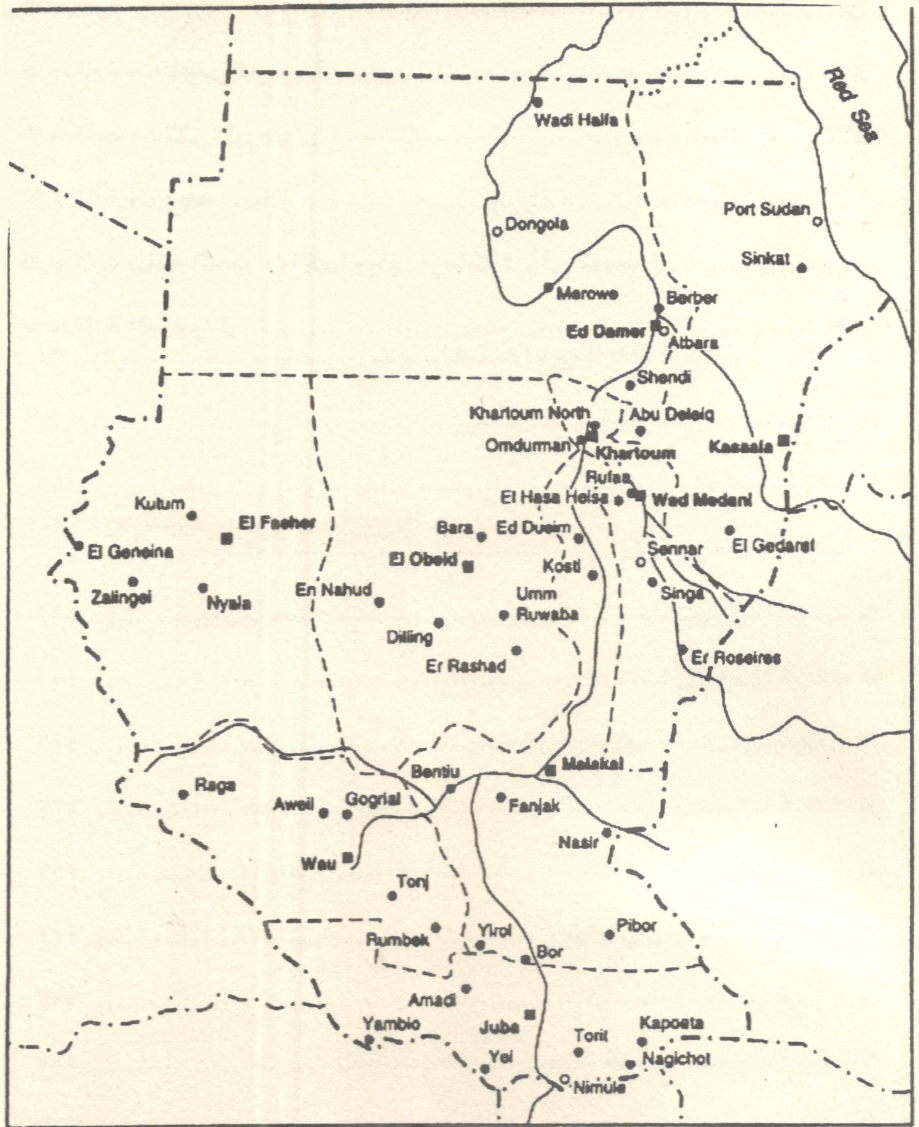 Red Sea
Wadi Halfa
Port Sudan
Dongola
Sinkat
Merowe
Berber
Ed Damer
Atbara
Shendi
Khartoum North
Abu Deleiq
Omdurman
Khartoum
Kassala
Rufaa
El Hasa Heisa
Wad Medani
Kutum
El Fasher
Bara
Ed Dueim
El Geneina
Sennar
El Gedaref
El Obeid
Kosti
Zalingei
Nyala
En Nahud
Umm
Ruwaba
Singa
Dilling
Er Rashad
Er Roseires
Malakal
Bentiu
Raga
Aweil
Gogrial
Fanjak
Nasir
Wau
Tonj
Rumbek
Yirol
Pibor
Bor
Amadi
Yambio
Juba
Torit
Kapoeta
Yei
Nagichot
Nimule